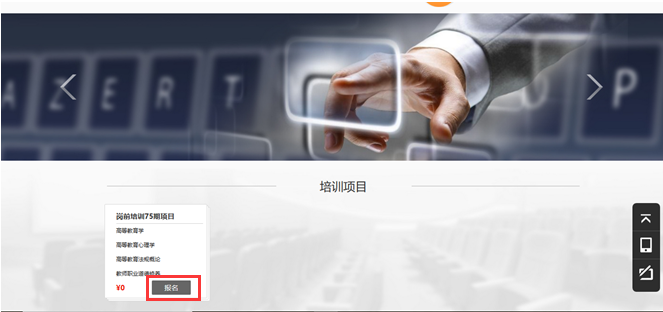 A Z E R T U P
培训项目
岗前培训75期项目
高等教育学
高等教育心理学
高等教育法规概论
教师职业道德修养
¥0
报名